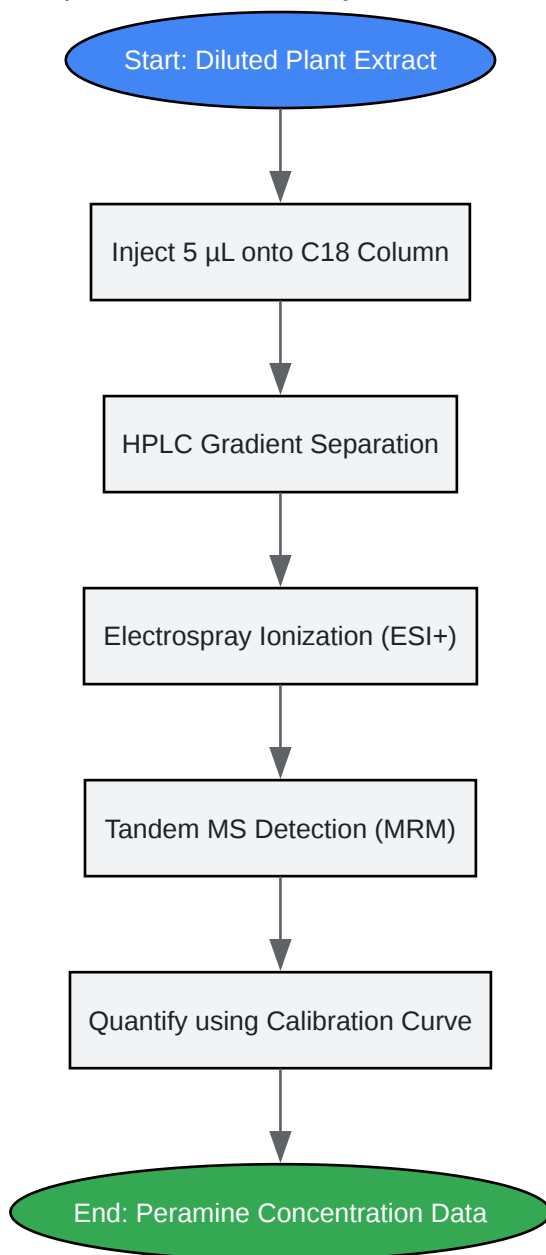 Start: Diluted Plant Extract
Inject 5 µL onto C18 Column
HPLC Gradient Separation
Electrospray Ionization (ESI+)
Tandem MS Detection (MRM)
Quantify using Calibration Curve
End: Peramine Concentration Data